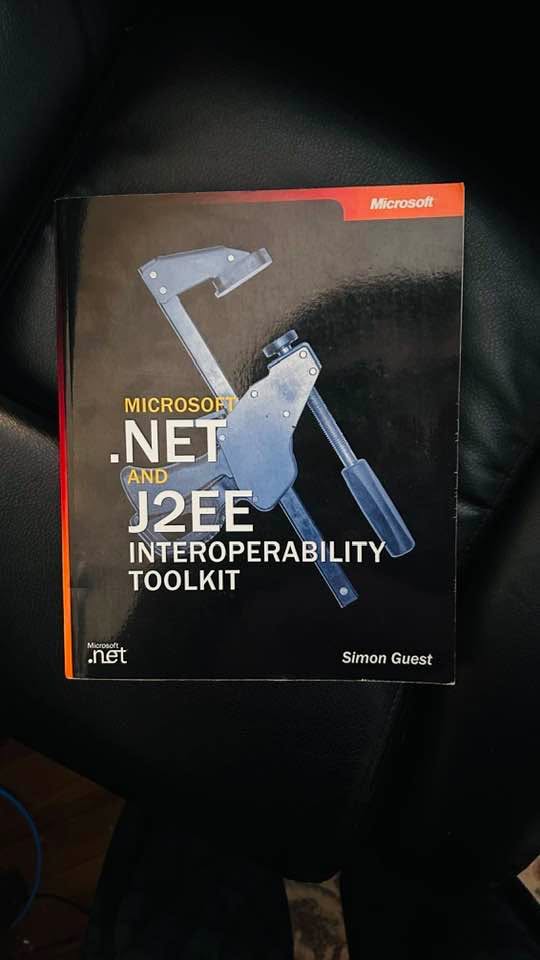 Microsoft
MICROSOFT
.NET
AND
J2EE
INTEROPERABILITY
TOOLKIT
Microsoft
.net
Simon Guest